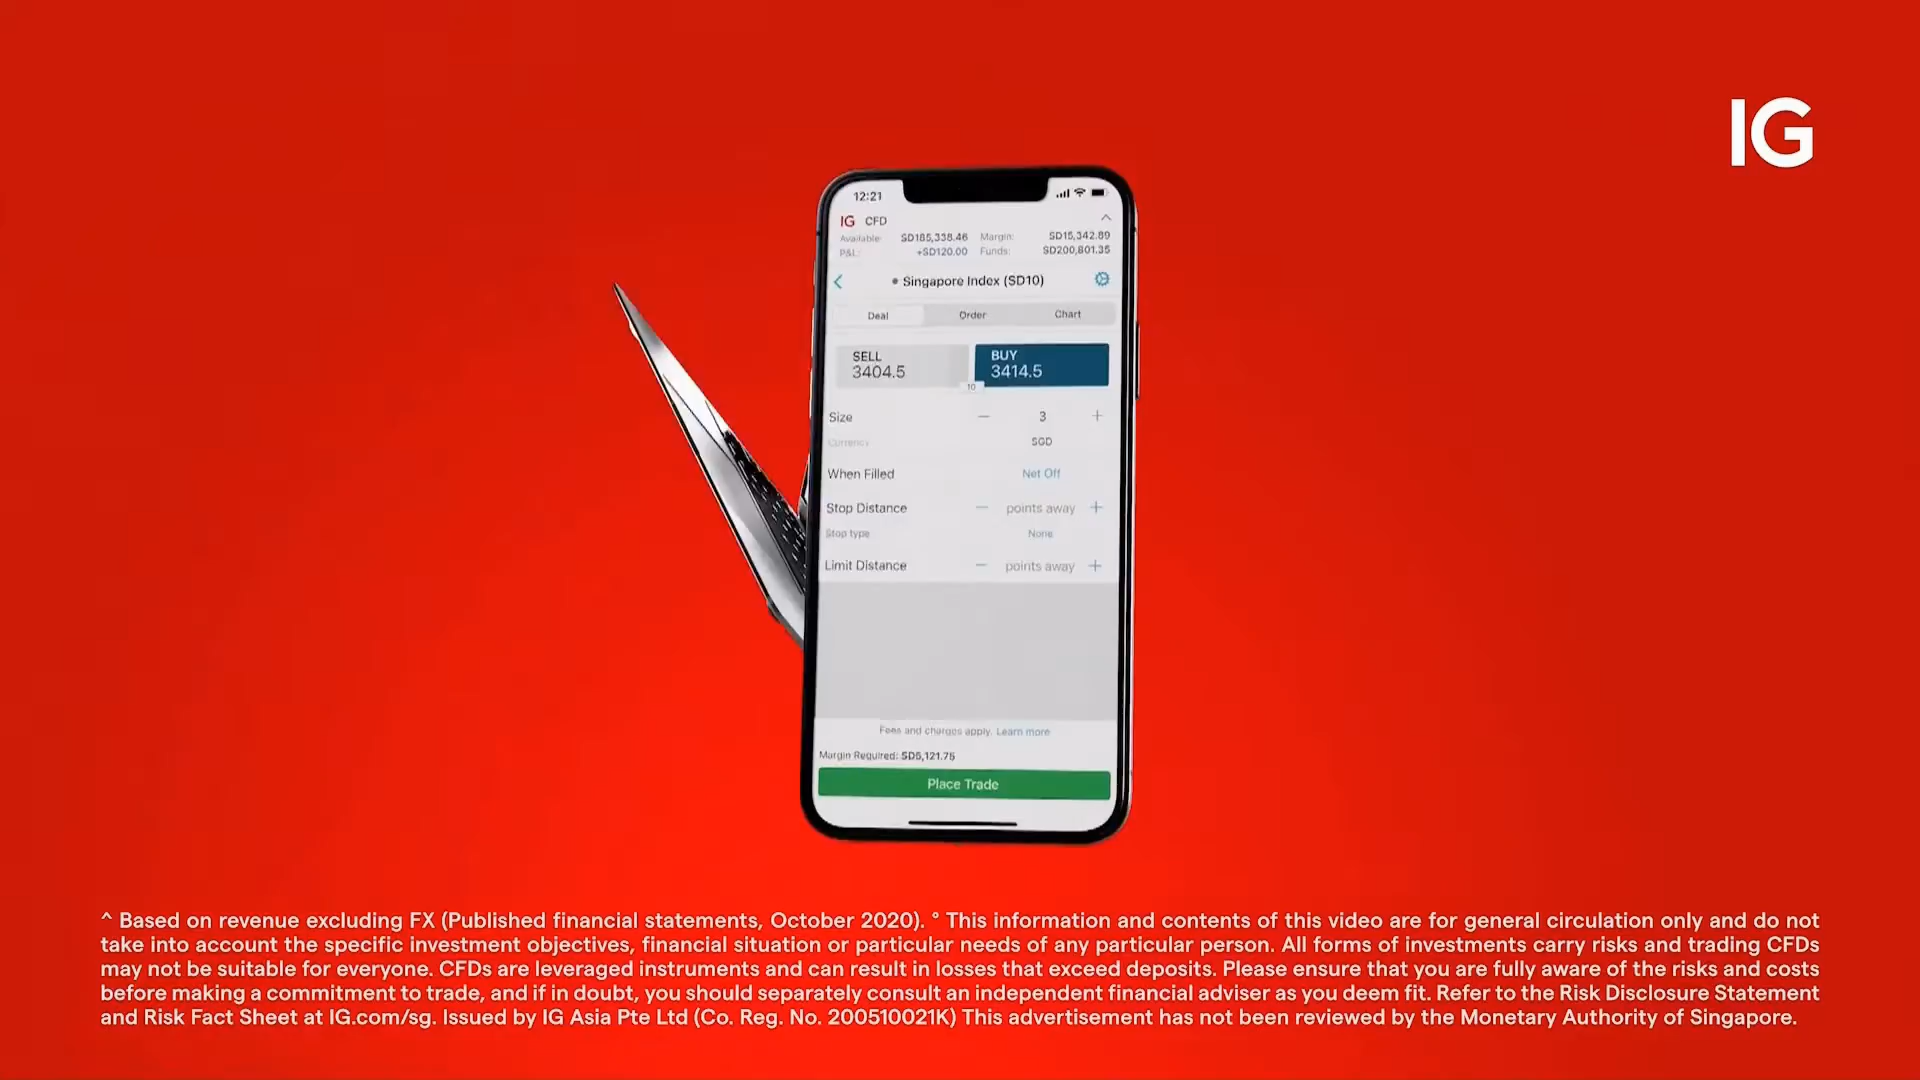 IG
12:21
IG CFD
Available: SD185,338.46 Margin: SD15,342.89
P&L: +SD120.00 Funds: SD200,801.35
Singapore Index (SD10)
Deal Order Chart
SELL BUY
3404.5 3414.5
10
Size 3
Currency SGD
When Filled Net Off
Stop Distance points away
Stop type None
Limit Distance points away
Fees and charges apply. Learn more
Margin Required: SD5,121.75
Place Trade
^ Based on revenue excluding FX (Published financial statements, October 2020). ° This information and contents of this video are for general circulation only and do not
take into account the specific investment objectives, financial situation or particular needs of any particular person. All forms of investments carry risks and trading CFDs
may not be suitable for everyone. CFDs are leveraged instruments and can result in losses that exceed deposits. Please ensure that you are fully aware of the risks and costs
before making a commitment to trade, and if in doubt, you should separately consult an independent financial adviser as you deem fit. Refer to the Risk Disclosure Statement
and Risk Fact Sheet at IG.com/sg. Issued by IG Asia Pte Ltd (Co. Reg. No. 200510021K) This advertisement has not been reviewed by the Monetary Authority of Singapore.